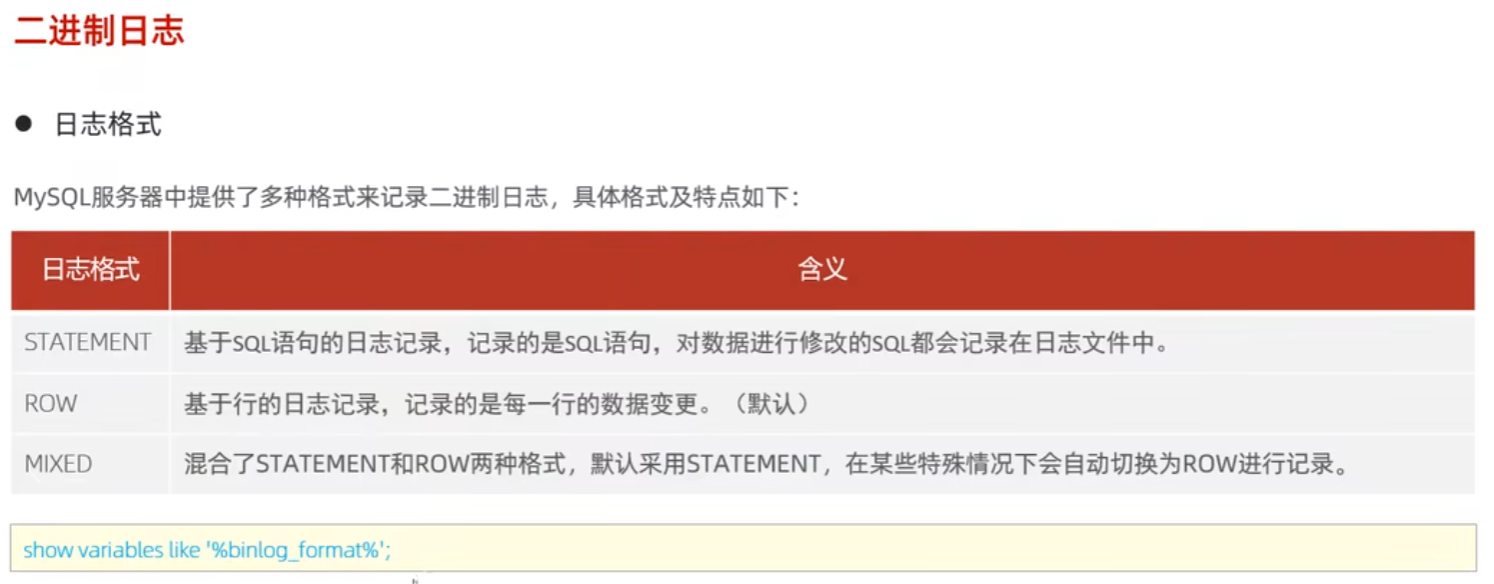 二进制日志
● 日志格式
MySQL服务器中提供了多种格式来记录二进制日志，具体格式及特点如下：
日志格式 含义
STATEMENT 基于SQL语句的日志记录，记录的是SQL语句，对数据进行修改的SQL都会记录在日志文件中。
ROW 基于行的日志记录，记录的是每一行的数据变更。（默认）
MIXED 混合了STATEMENT和ROW两种格式，默认采用STATEMENT，在某些特殊情况下会自动切换为ROW进行记录。
show variables like '%binlog_format%';